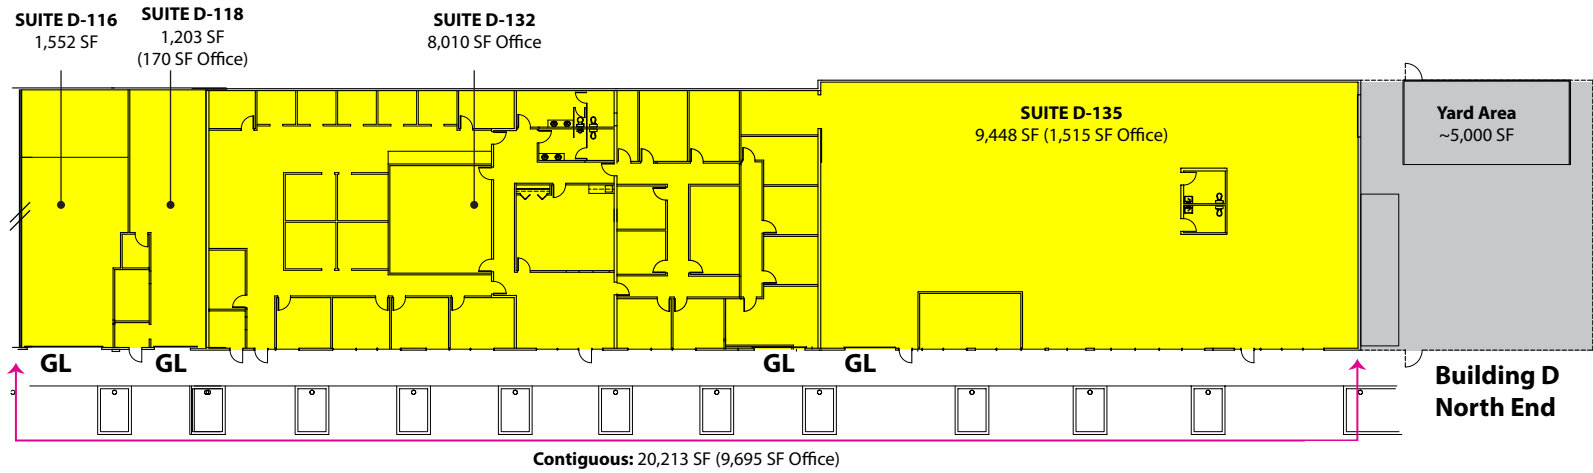 SUITE D-116
1,552 SF
SUITE D-118
1,203 SF
(170 SF Office)
SUITE D-132
8,010 SF Office
SUITE D-135
9,448 SF (1,515 SF Office)
Yard Area
~5,000 SF
GL
GL
GL
GL
Building D
North End
Contiguous: 20,213 SF (9,695 SF Office)